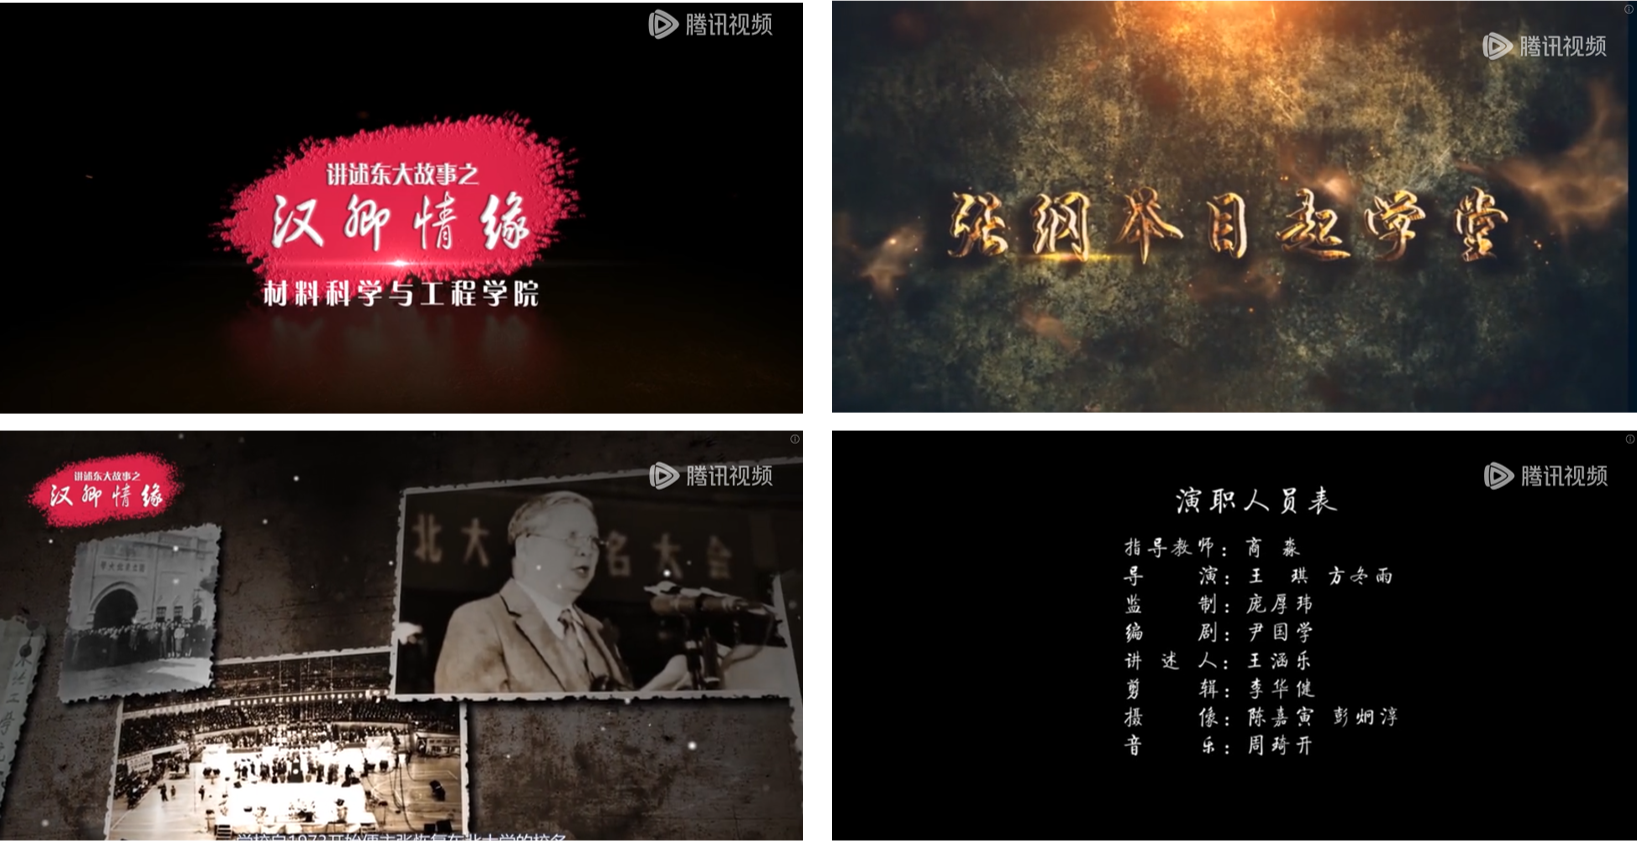 腾讯视频
讲述东大故事之
汉卿情缘
材料科学与工程学院
腾讯视频
张纲举目起学堂
讲述东大故事之
汉卿情缘
腾讯视频
北大
名大会
腾讯视频
演职人员表
指导教师：商 淼
导 演：王 琪 方冬雨
监 制：庞厚玮
编 剧：尹国学
讲 述 人：王涵乐
剪 辑：李华健
摄 像：陈嘉寅 彭炯淳
音 乐：周琦开